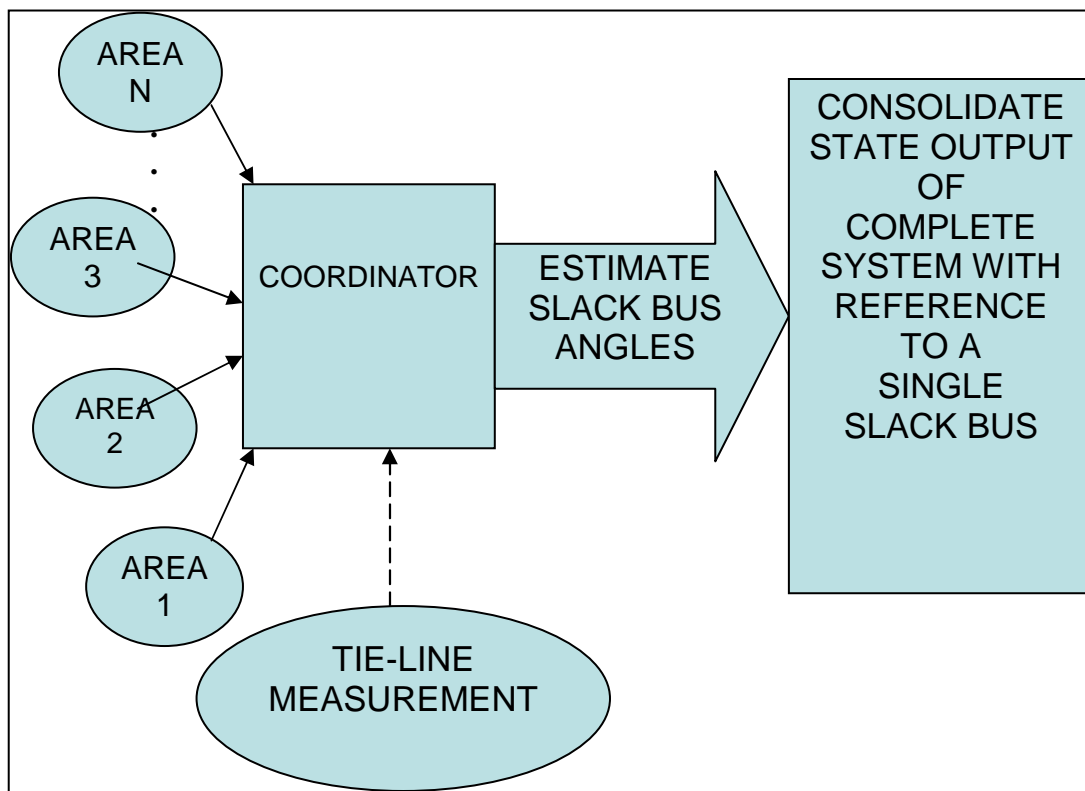 AREA
N
AREA
3
AREA
2
AREA
1
COORDINATOR
TIE-LINE
MEASUREMENT
ESTIMATE
SLACK BUS
ANGLES
CONSOLIDATE
STATE OUTPUT
OF
COMPLETE
SYSTEM WITH
REFERENCE
TO A
SINGLE
SLACK BUS